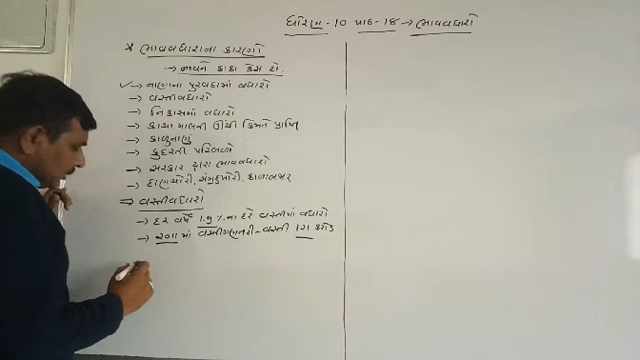 ધોરણ - 10 પાઠ - 18 → ભાવવધારો
* ભાવવધારાના કારણો
→ નાવને કાકા કેસ દો.
✓→ નાણાના પુરવઠામાં વધારો
→ વસ્તીવધારો
→ નિકાસમાં વધારો
→ કાચા માલની ઊંચી કિંમતે પ્રાપ્તિ
→ કાળુનાણું
→ કુદરતી પરિબળો
→ સરકાર દ્વારા ભાવવધારો
→ દાણચોરી, સંગ્રહખોરી, કાળાબજાર
⇒ વસ્તીવધારો
→ દર વર્ષે 1.9 %ના દરે વસ્તીમાં વધારો
→ 2011 માં વસ્તીગણતરી - વસ્તી 121 કરોડ